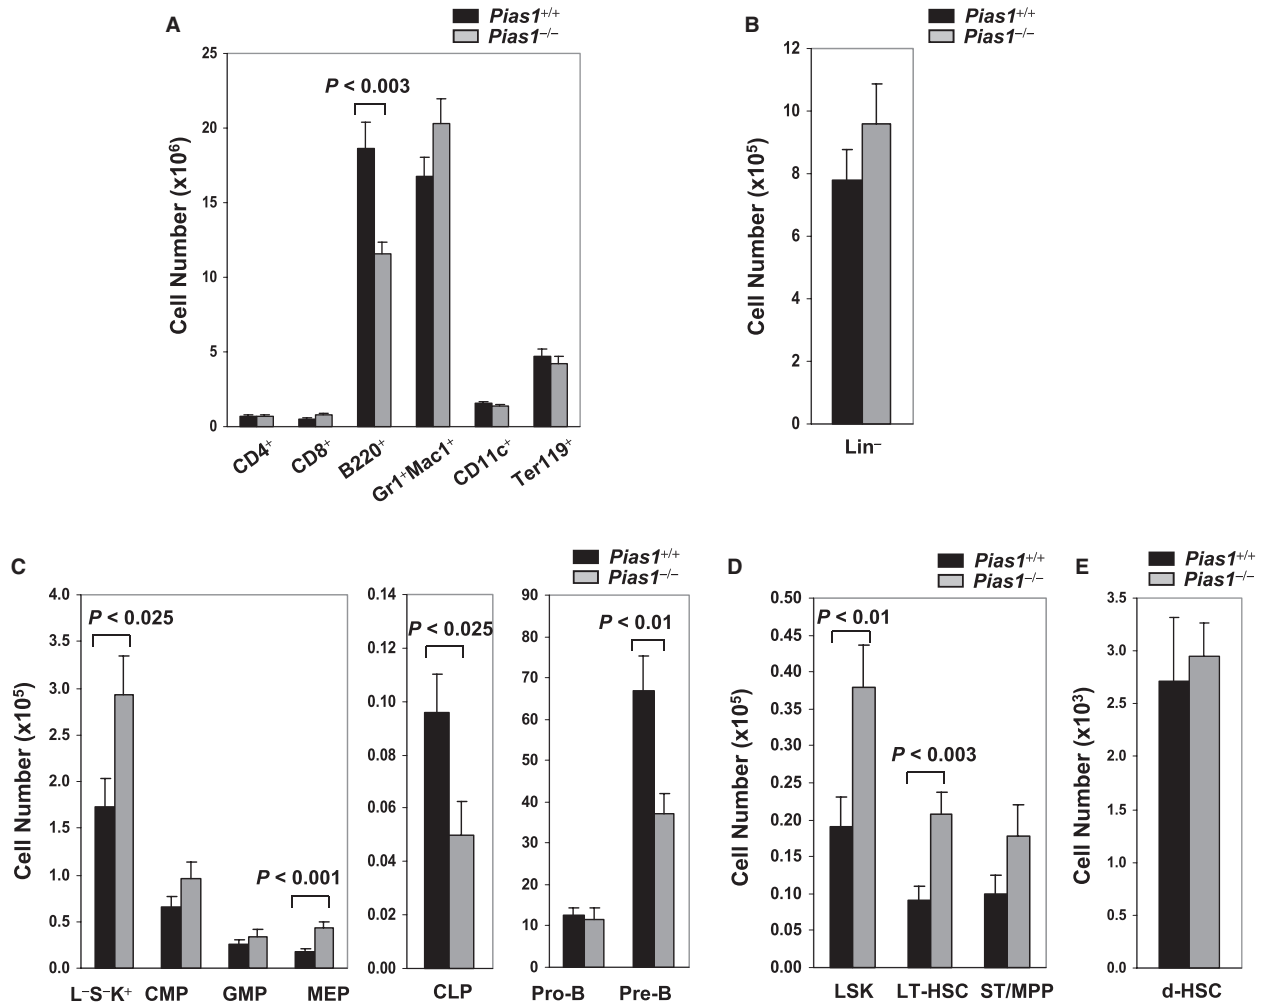 A
Pias1+/+
Pias1–/–
Cell Number (x10⁶)
25
20
15
10
5
0
P < 0.003
CD4⁺
CD8⁺
B220⁺
Gr1⁺Mac1⁺
CD11c⁺
Ter119⁺
B
Pias1+/+
Pias1–/–
Cell Number (x10⁵)
12
10
8
6
4
2
0
Lin⁻
C
Pias1+/+
Pias1–/–
Cell Number (x10⁵)
4.0
3.5
3.0
2.5
2.0
1.5
1.0
0.5
0.0
P < 0.025
P < 0.001
L⁻S⁻K⁺
CMP
GMP
MEP
0.14
0.12
0.10
0.08
0.06
0.04
0.02
0.00
P < 0.025
CLP
90
80
70
60
50
40
30
20
10
0
P < 0.01
Pro-B
Pre-B
D
Pias1+/+
Pias1–/–
Cell Number (x10⁵)
0.50
0.45
0.40
0.35
0.30
0.25
0.20
0.15
0.10
0.05
0.00
P < 0.01
P < 0.003
LSK
LT-HSC
ST/MPP
E
Pias1+/+
Pias1–/–
Cell Number (x10³)
3.5
3.0
2.5
2.0
1.5
1.0
0.5
0.0
d-HSC